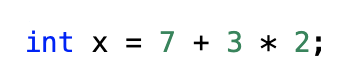 int x = 7 + 3 * 2;